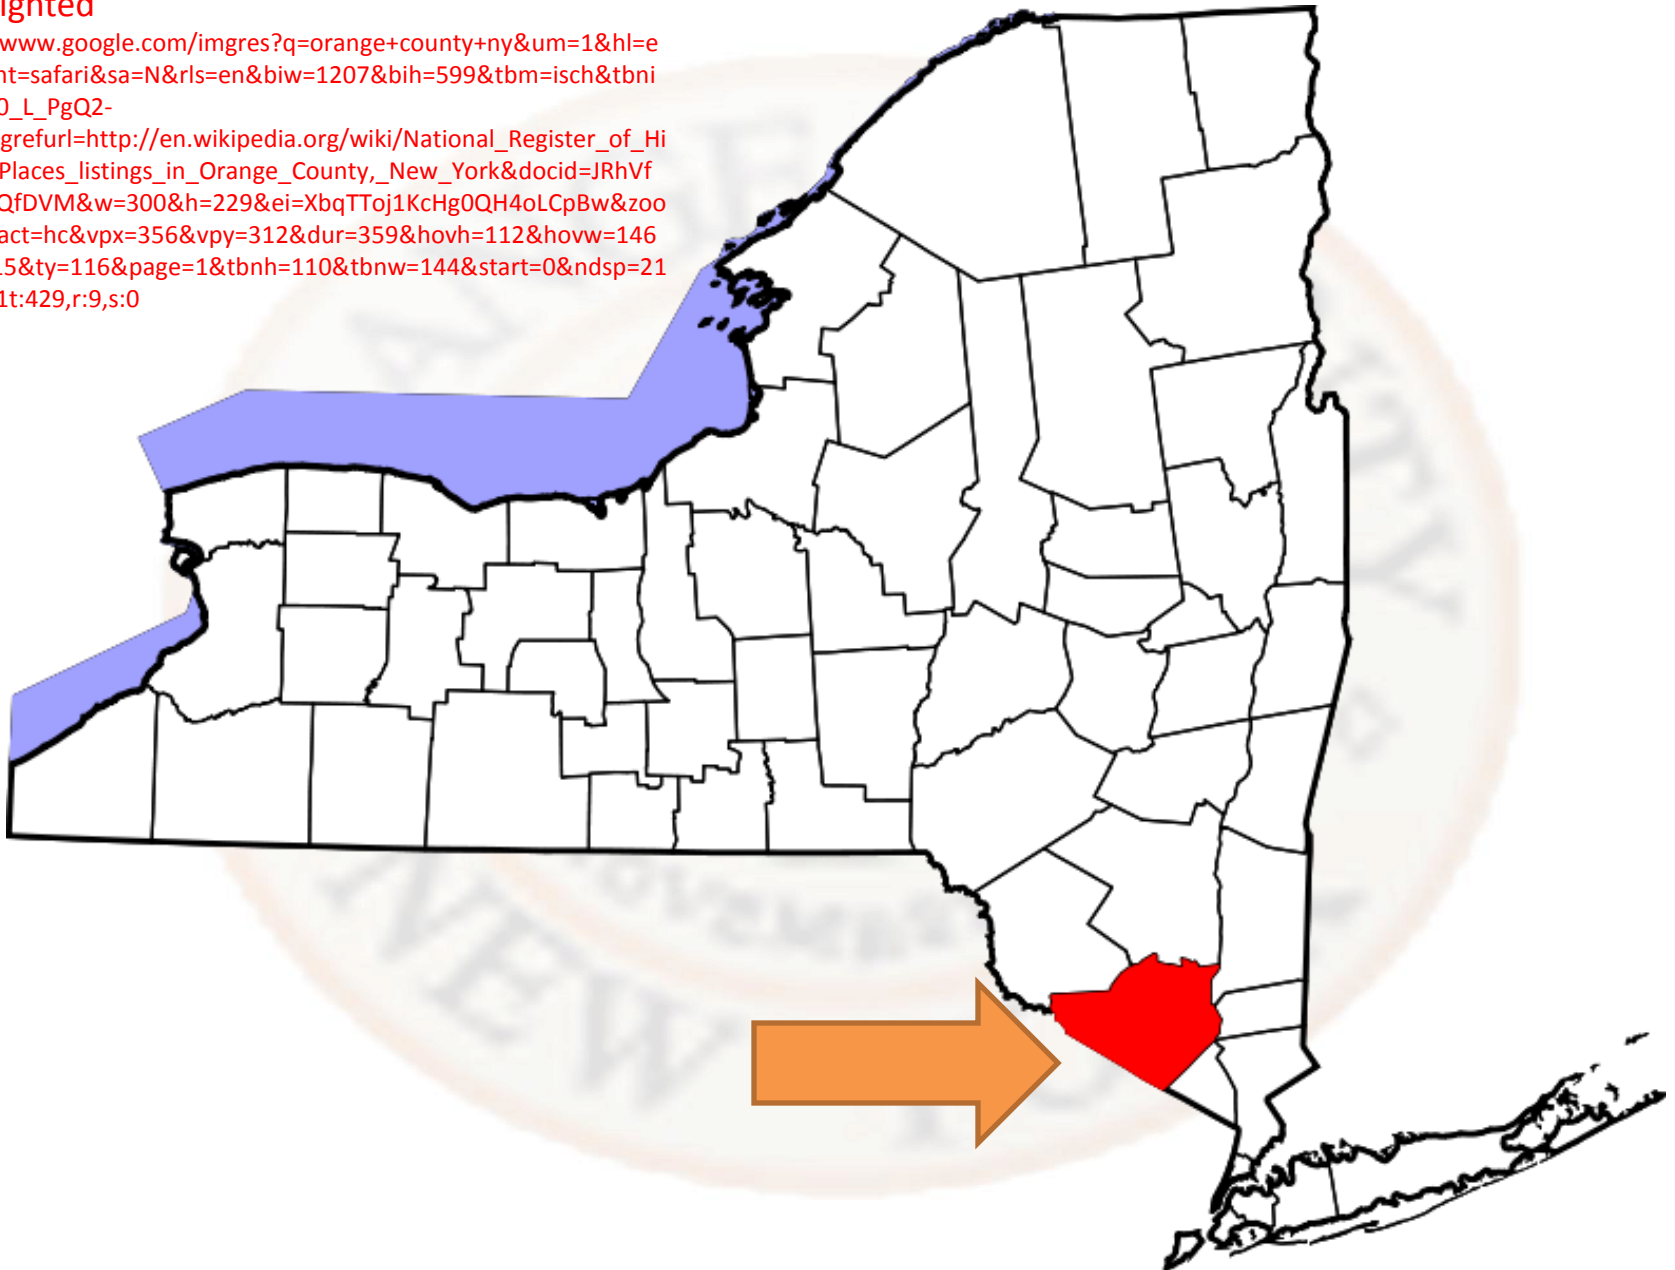 ighted
www.google.com/imgres?q=orange+county+ny&um=1&hl=e
nt=safari&sa=N&rls=en&biw=1207&bih=599&tbm=isch&tbni
0_L_PgQ2-
grefurl=http://en.wikipedia.org/wiki/National_Register_of_Hi
Places_listings_in_Orange_County,_New_York&docid=JRhVf
QfDVM&w=300&h=229&ei=XbqTToj1KcHg0QH4oLCpBw&zoo
act=hc&vpx=356&vpy=312&dur=359&hovh=112&hovw=146
15&ty=116&page=1&tbnh=110&tbnw=144&start=0&ndsp=21
1t:429,r:9,s:0
NEW